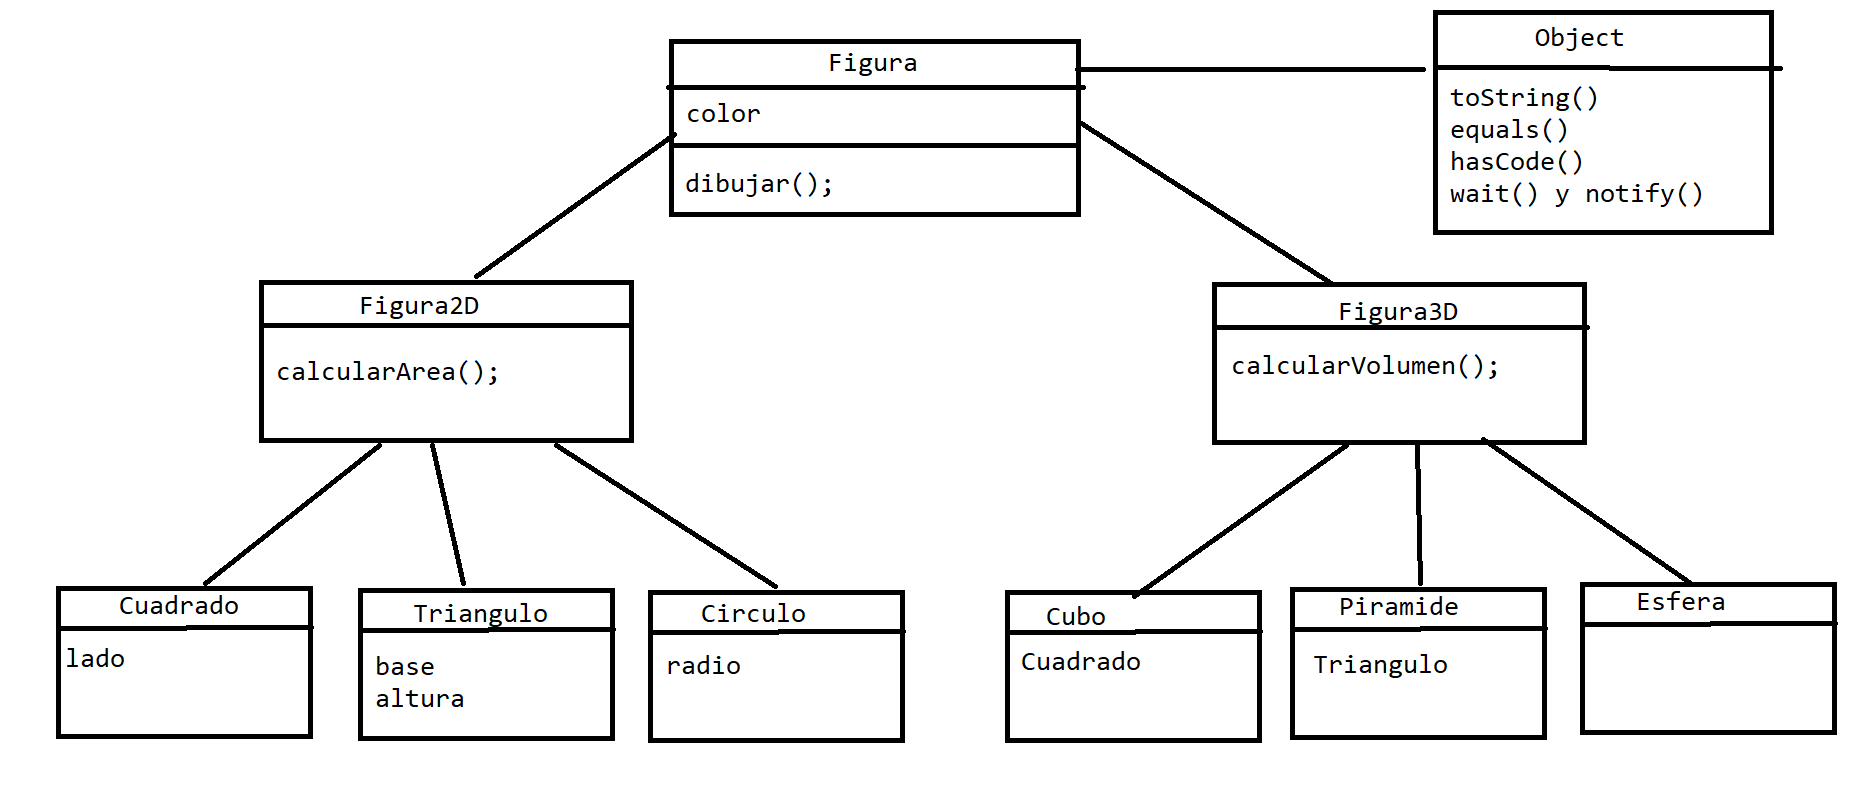 Figura
color
dibujar();
Object
toString()
equals()
hasCode()
wait() y notify()
Figura2D
calcularArea();
Figura3D
calcularVolumen();
Cuadrado
lado
Triangulo
base
altura
Circulo
radio
Cubo
Cuadrado
Piramide
Triangulo
Esfera